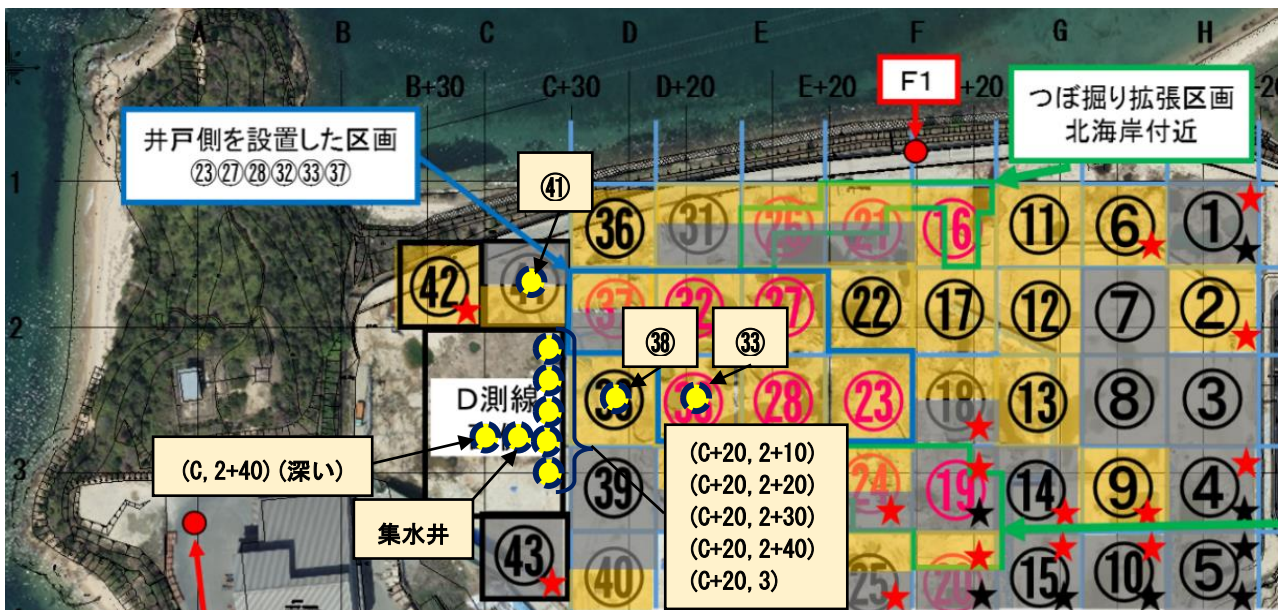 A B C D E F G H
B+30 C+30 D+20 E+20 +20
F1
つぼ掘り拡張区画
北海岸付近
井戸側を設置した区画
㉓㉗㉘㉜㉝㊲
㊶
1
㊱ ㉛ ㉖ ㉑ ⑯ ⑪ ⑥ ①
㊷ ㊲ ㉜ ㉗ ㉒ ⑰ ⑫ ⑦ ②
2
㊳ ㉝
D測線
㉘ ㉓ ⑱ ⑬ ⑧ ③
(C, 2+40) (深い)
(C+20, 2+10)
(C+20, 2+20)
(C+20, 2+30)
(C+20, 2+40)
(C+20, 3)
3
㊴ ㉔ ⑲ ⑭ ⑨ ④
集水井
㊸ ㊵ ㉕ ⑳ ⑮ ⑩ ⑤